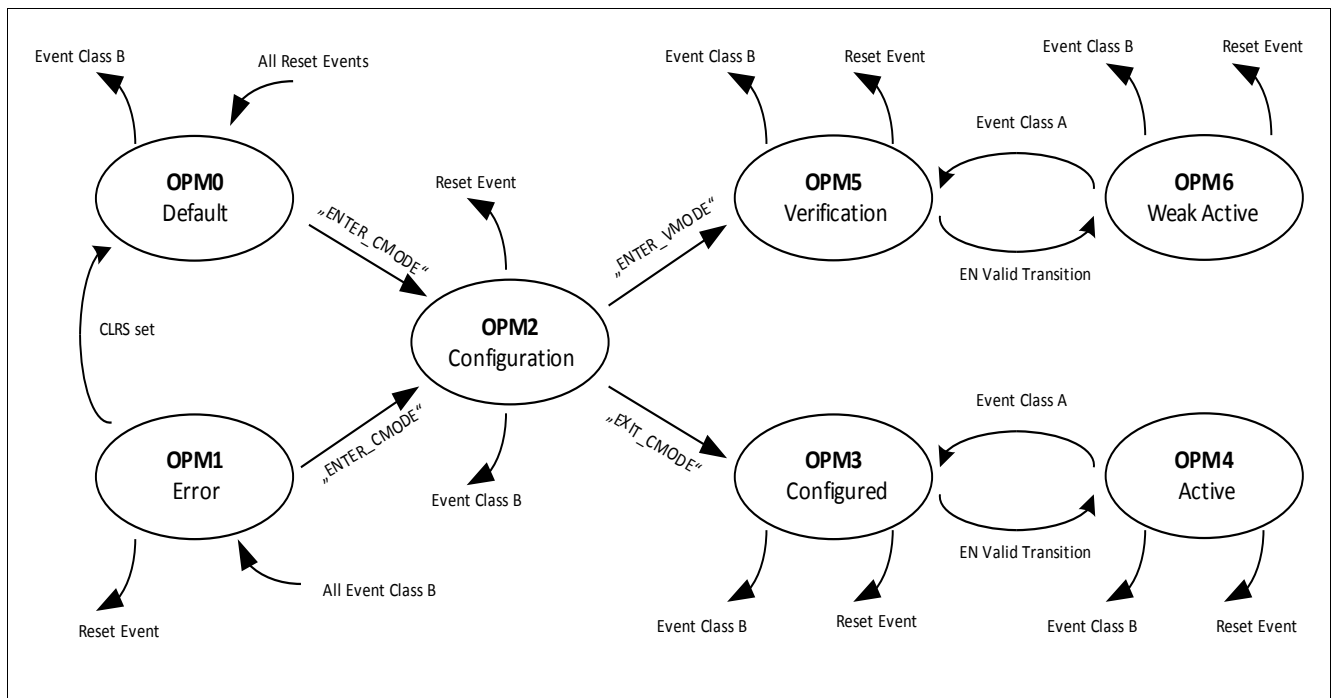 Event Class B
All Reset Events
OPM0
Default
„ENTER_CMODE“
CLRS set
OPM1
Error
„ENTER_CMODE“
Reset Event
All Event Class B
Reset Event
OPM2
Configuration
Event Class B
„ENTER_VMODE“
„EXIT_CMODE“
Event Class B
Reset Event
OPM5
Verification
Event Class A
EN Valid Transition
Event Class B
Reset Event
OPM6
Weak Active
OPM3
Configured
Event Class B
Reset Event
Event Class A
EN Valid Transition
OPM4
Active
Event Class B
Reset Event